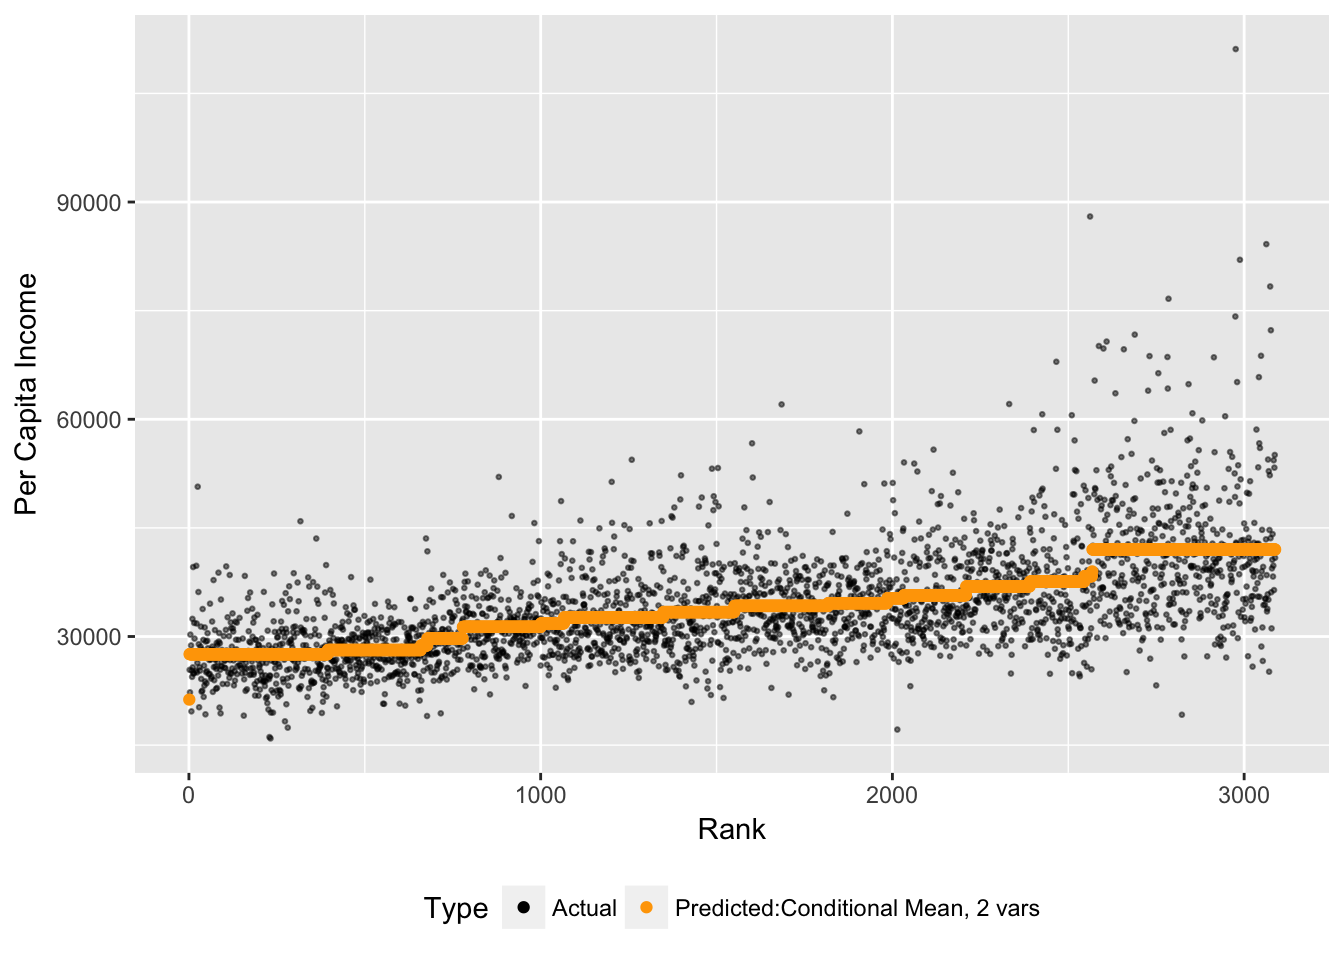 Per Capita Income
90000
60000
30000
0 1000 2000 3000
Rank
Type Actual Predicted:Conditional Mean, 2 vars